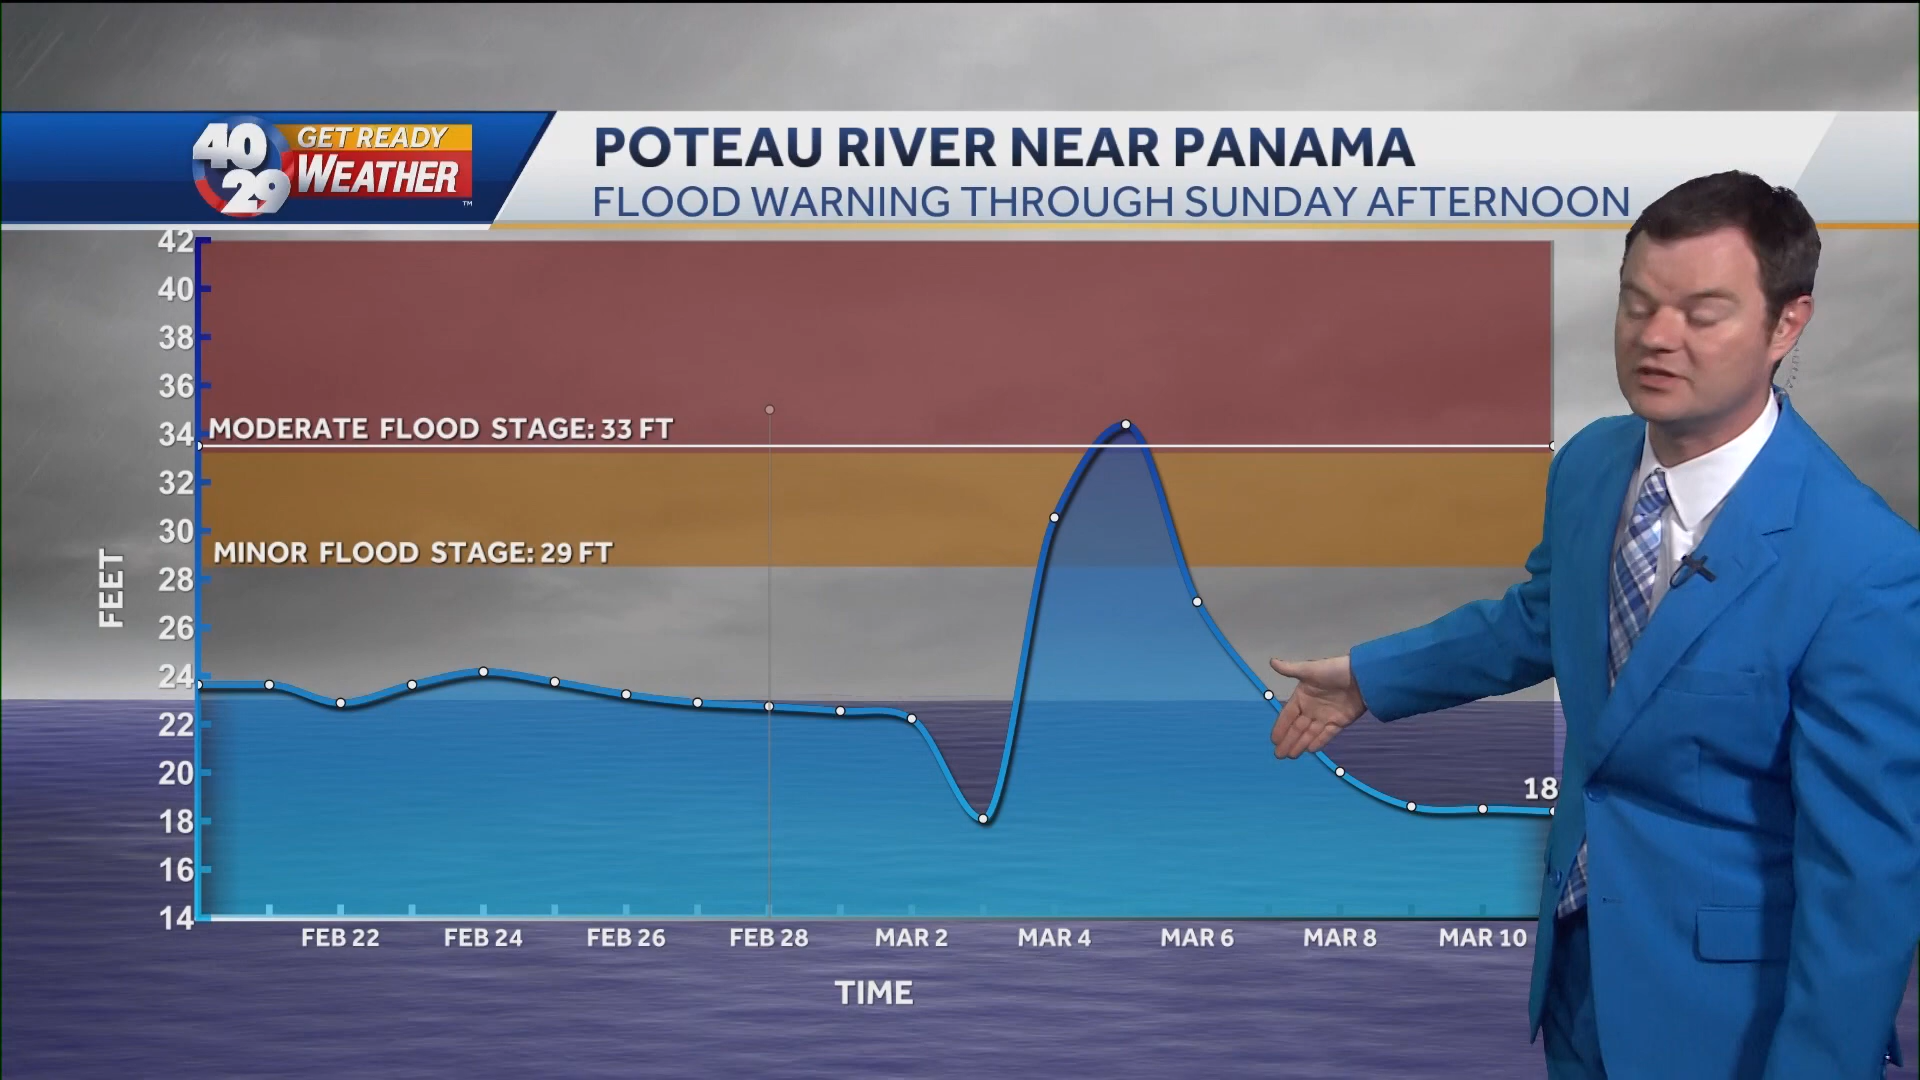 40
29
GET READY
WEATHER
™
POTEAU RIVER NEAR PANAMA
FLOOD WARNING THROUGH SUNDAY AFTERNOON
42
40
38
36
34
32
30
28
26
24
22
20
18
16
14
FEET
MODERATE FLOOD STAGE: 33 FT
MINOR FLOOD STAGE: 29 FT
18
FEB 22 FEB 24 FEB 26 FEB 28 MAR 2 MAR 4 MAR 6 MAR 8 MAR 10
TIME